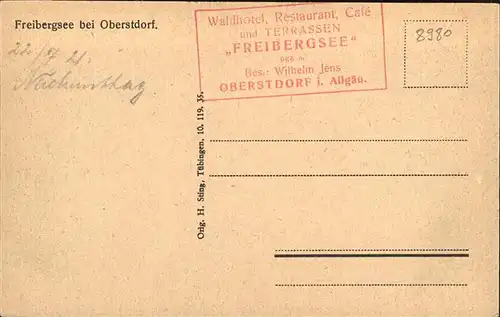 Freibergsee bei Oberstdorf.
22./7 21.
Nachmittag
Waldhotel, Restaurant, Café
und TERRASSEN
„FREIBERGSEE"
Bes.: Wilhelm Jens
OBERSTDORF i. Allgäu.
8980
Orig. H. Sting, Tübingen, 10. 119. 35.